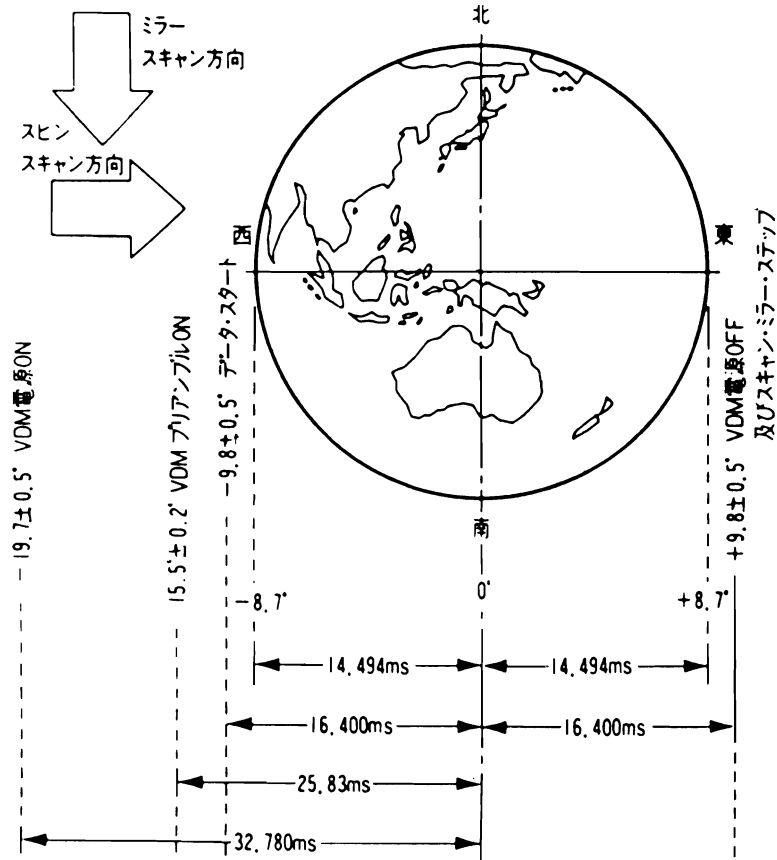 ミラー
スキャン方向
スピン
スキャン方向
北
西
東
南
−19.7±0.5° VDM電源ON
15.5°±0.2° VDM プリアンブルON
−9.8±0.5° データ・スタート
+9.8±0.5° VDM電源OFF
及びスキャン・ミラー・ステップ
−8.7°
0°
+8.7°
14.494ms
14.494ms
16.400ms
16.400ms
25.83ms
32.780ms